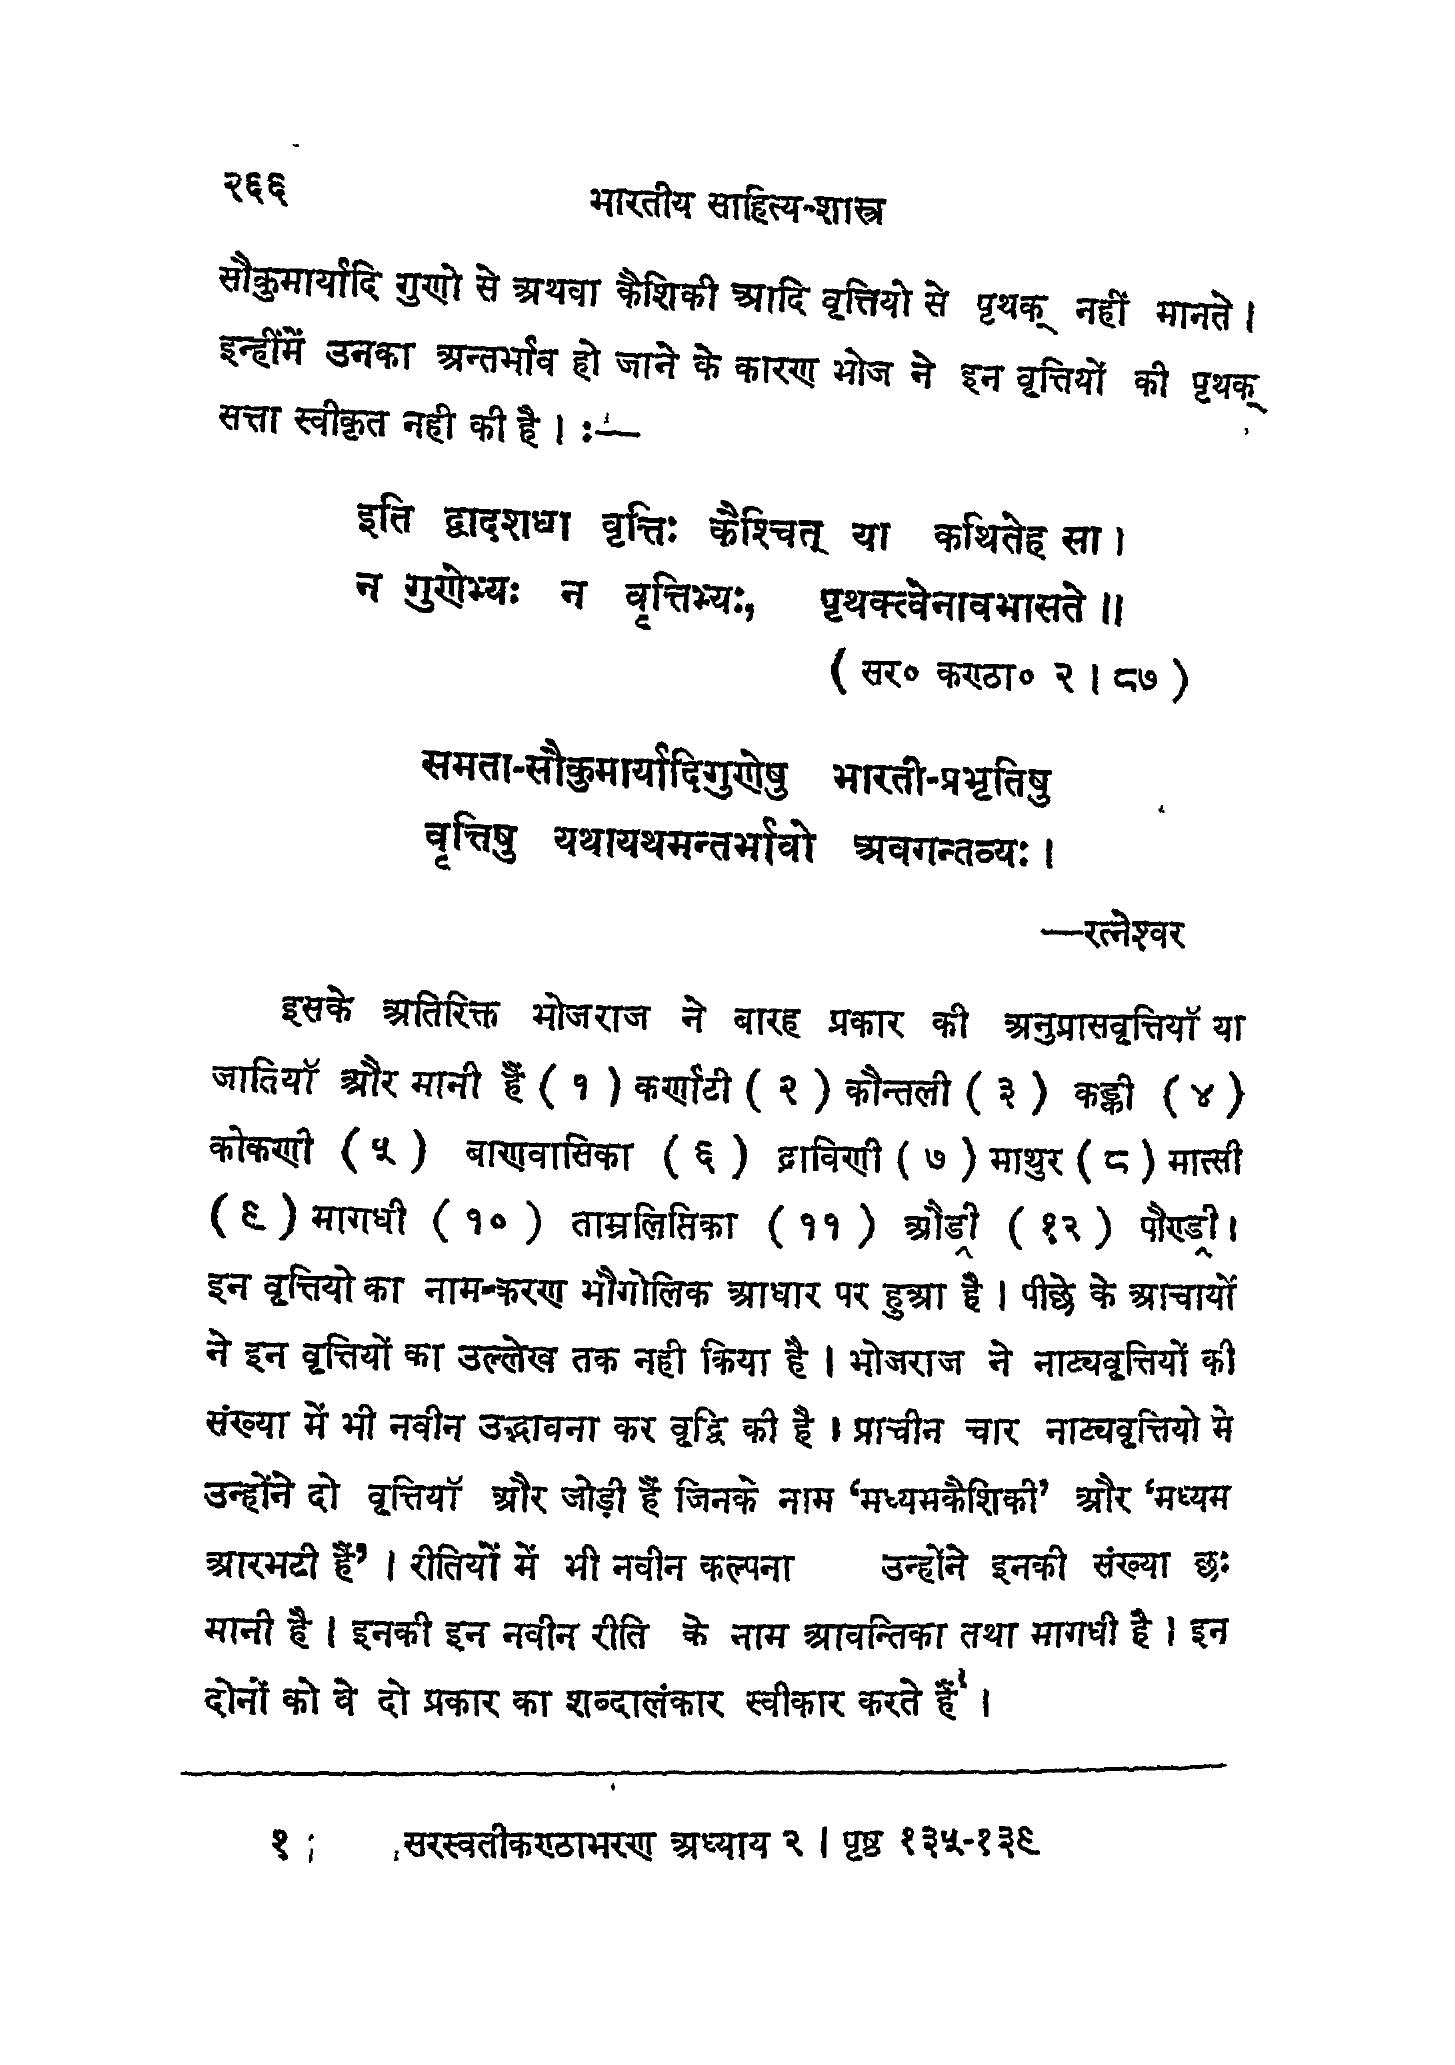 २६६
भारतीय साहित्य-शास्त्र
सौकुमार्यादि गुणो से अथवा कैशिकी आदि वृत्तियो से पृथक् नहीं मानते।
इन्हींमें उनका अन्तर्भाव हो जाने के कारण भोज ने इन वृत्तियों की पृथक्
सत्ता स्वीकृत नही की है। :—
इति द्वादशधा वृत्तिः कैश्चित् या कथितेह सा।
न गुणेभ्यः न वृत्तिभ्यः, पृथक्त्वेनावभासते॥
( सर० कण्ठा० २।८७ )
समता-सौकुमार्यादिगुणेषु भारती-प्रभृतिषु
वृत्तिषु यथायथमन्तर्भावो अवगन्तव्यः।
—रत्नेश्वर
इसके अतिरिक्त भोजराज ने बारह प्रकार की अनुप्रासवृत्तियॉ या
जातियॉ और मानी हैं ( १ ) कर्णाटी ( २ ) कौन्तली ( ३ ) कङ्की ( ४ )
कोकणी ( ५ ) बाणवासिका ( ६ ) द्राविणी ( ७ ) माथुर ( ८ ) मात्सी
( ९ ) मागधी ( १० ) ताम्रलिप्तिका ( ११ ) औड्री ( १२ ) पौण्ड्री।
इन वृत्तियो का नाम-करण भौगोलिक आधार पर हुआ है। पीछे के आचार्यों
ने इन वृत्तियों का उल्लेख तक नही किया है। भोजराज ने नाट्यवृत्तियों की
संख्या में भी नवीन उद्भावना कर वृद्वि की है। प्राचीन चार नाट्यवृत्तियो मे
उन्होंने दो वृत्तियॉ और जोड़ी हैं जिनके नाम ‘मध्यमकैशिकी’ और ‘मध्यम
आरभटी हैं’। रीतियों में भी नवीन कल्पना उन्होंने इनकी संख्या छः
मानी है। इनकी इन नवीन रीति के नाम आवन्तिका तथा मागधी है। इन
दोनों को वे दो प्रकार का शब्दालंकार स्वीकार करते हैं¹।
१। सरस्वतीकण्ठाभरण अध्याय २। पृष्ठ १३५-१३९